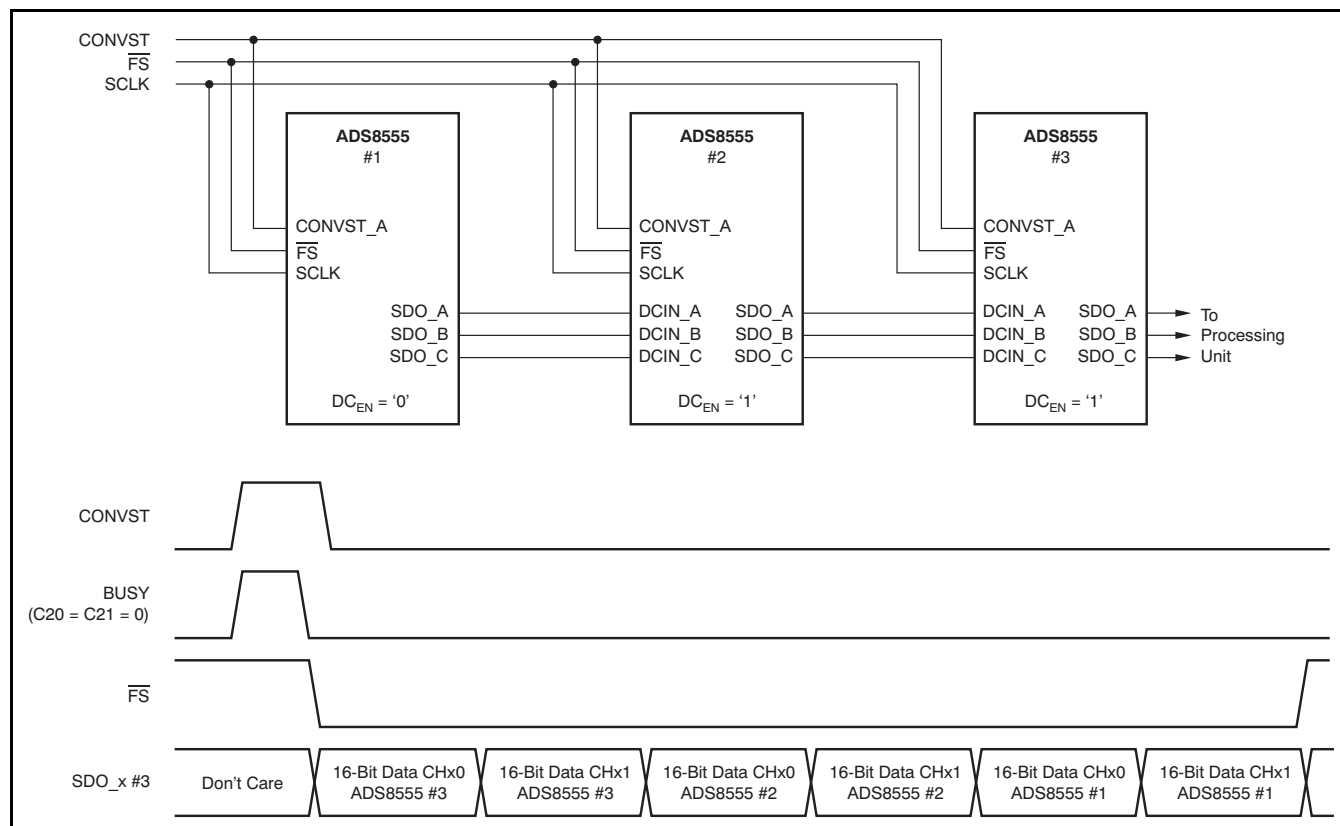 CONVST
FS
SCLK
ADS8555
#1
ADS8555
#2
ADS8555
#3
CONVST_A
FS
SCLK
CONVST_A
FS
SCLK
CONVST_A
FS
SCLK
SDO_A
SDO_B
SDO_C
DCIN_A SDO_A
DCIN_B SDO_B
DCIN_C SDO_C
DCIN_A SDO_A
DCIN_B SDO_B
DCIN_C SDO_C
To
Processing
Unit
DCEN = ‘0’
DCEN = ‘1’
DCEN = ‘1’
CONVST
BUSY
(C20 = C21 = 0)
FS
SDO_x #3
Don’t Care
16-Bit Data CHx0
ADS8555 #3
16-Bit Data CHx1
ADS8555 #3
16-Bit Data CHx0
ADS8555 #2
16-Bit Data CHx1
ADS8555 #2
16-Bit Data CHx0
ADS8555 #1
16-Bit Data CHx1
ADS8555 #1